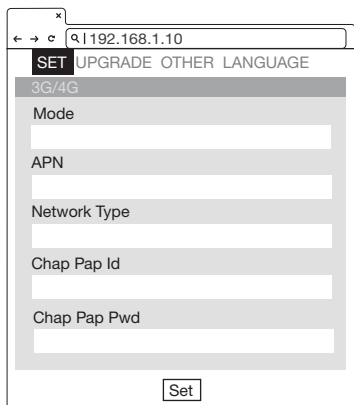 192.168.1.10
SET UPGRADE OTHER LANGUAGE
3G/4G
Mode
APN
Network Type
Chap Pap Id
Chap Pap Pwd
Set